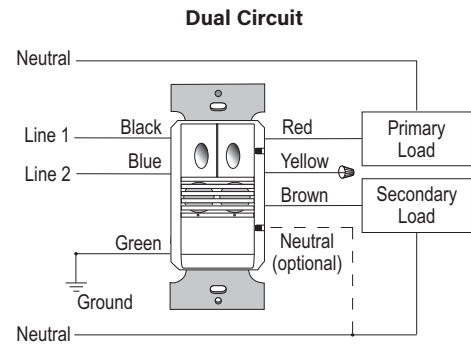 Dual Circuit
Neutral
Line 1
Black
Red
Primary
Load
Line 2
Blue
Yellow
Brown
Secondary
Load
Green
Neutral
(optional)
Ground
Neutral